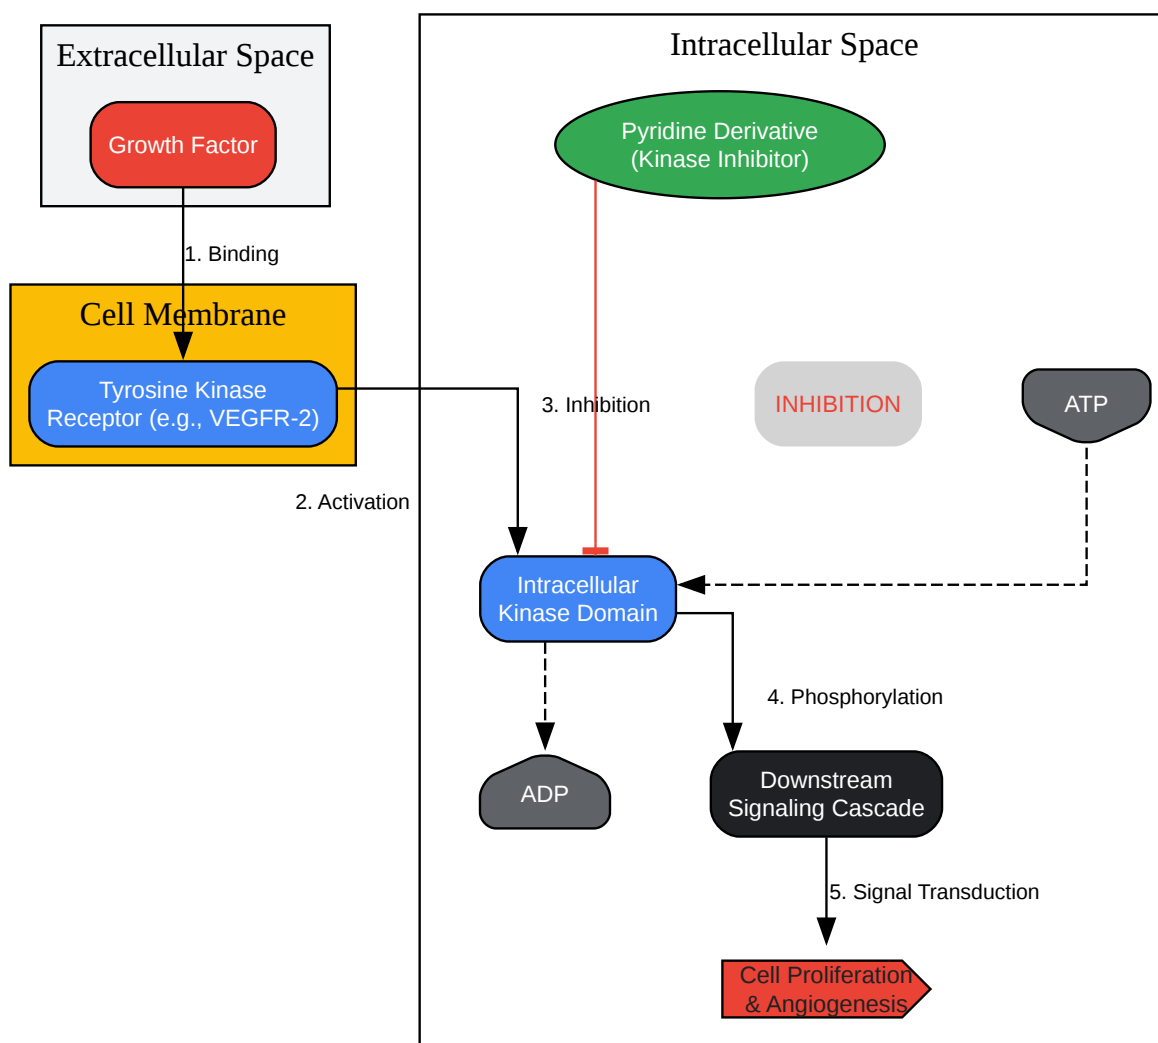 Extracellular Space
Growth Factor
1. Binding
Cell Membrane
Tyrosine Kinase
Receptor (e.g., VEGFR-2)
2. Activation
Intracellular Space
Pyridine Derivative
(Kinase Inhibitor)
3. Inhibition
INHIBITION
ATP
Intracellular
Kinase Domain
4. Phosphorylation
ADP
Downstream
Signaling Cascade
5. Signal Transduction
Cell Proliferation
& Angiogenesis